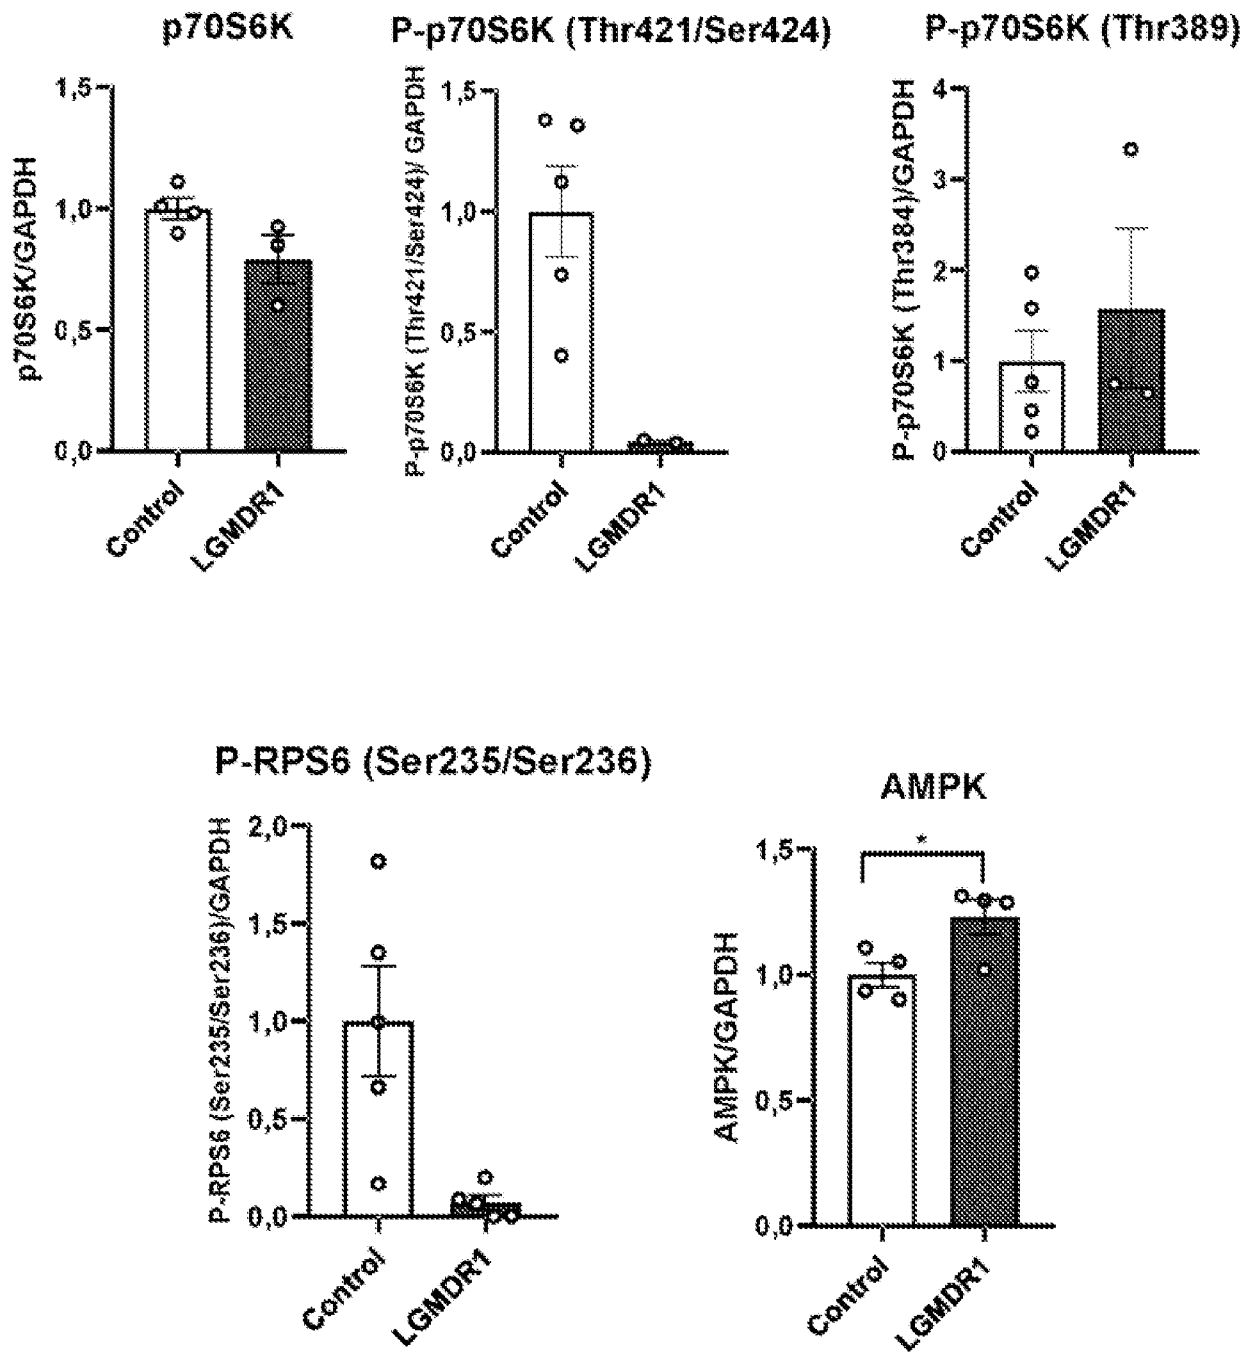 p70S6K
p70S6K/GAPDH
1,5
1,0
0,5
0,0
Control
LGMDR1
P-p70S6K (Thr421/Ser424)
P-p70S6K (Thr421/Ser424)/ GAPDH
1,5
1,0
0,5
0,0
Control
LGMDR1
P-p70S6K (Thr389)
P-p70S6K (Thr384)/GAPDH
4
3
2
1
0
Control
LGMDR1
P-RPS6 (Ser235/Ser236)
P-RPS6 (Ser235/Ser236)/GAPDH
2,0
1,5
1,0
0,5
0,0
Control
LGMDR1
AMPK
AMPK/GAPDH
1,5
1,0
0,5
0,0
*
Control
LGMDR1